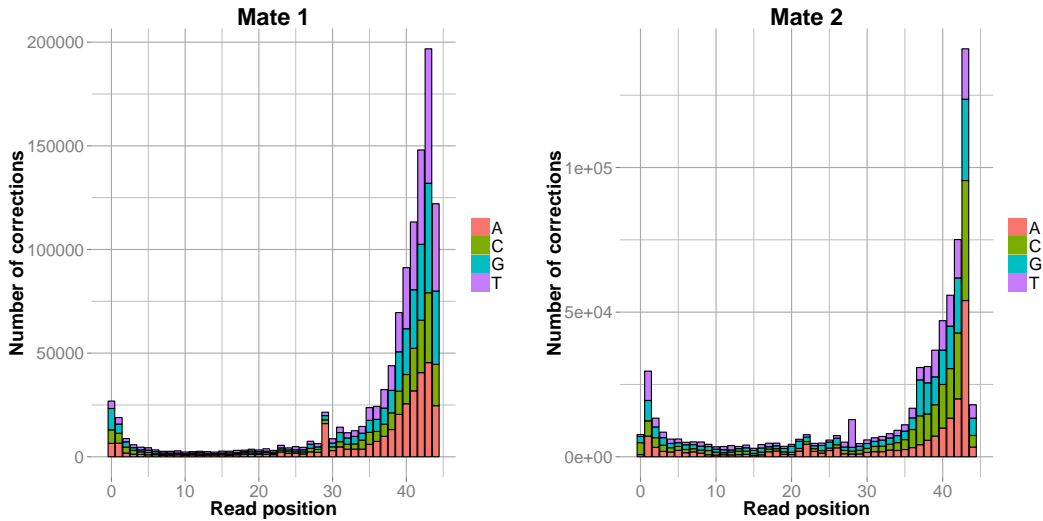 Mate 1
Number of corrections
200000
150000
100000
50000
0
0 10 20 30 40
Read position
A
C
G
T
Mate 2
Number of corrections
1e+05
5e+04
0e+00
0 10 20 30 40
Read position
A
C
G
T